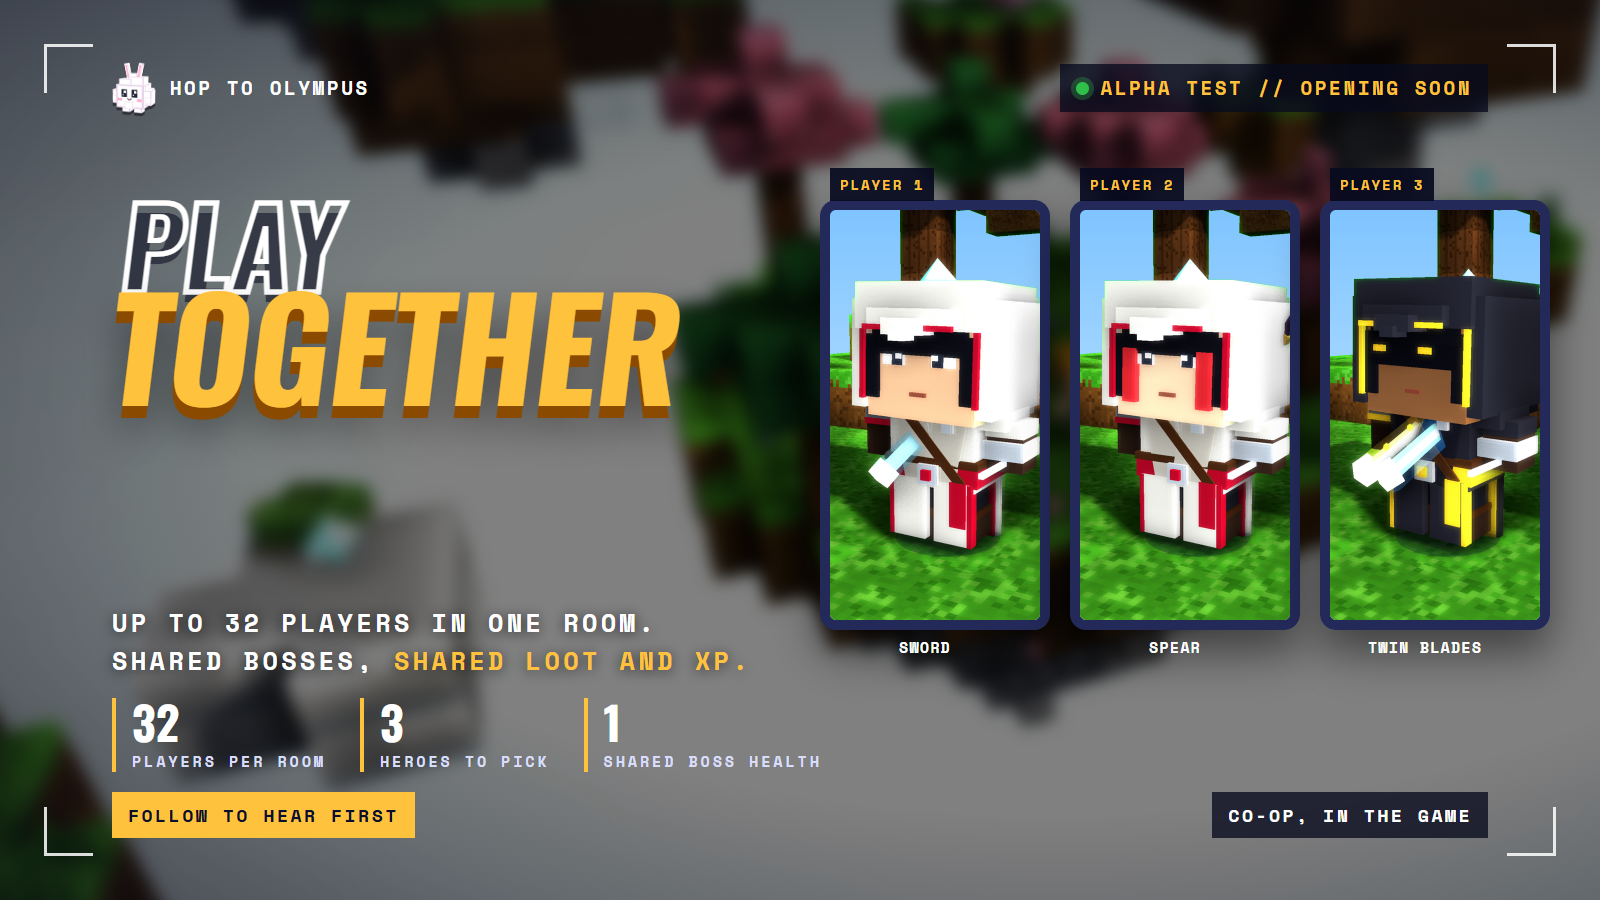 HOP TO OLYMPUS
ALPHA TEST // OPENING SOON
PLAY
TOGETHER
PLAYER 1
PLAYER 2
PLAYER 3
SWORD
SPEAR
TWIN BLADES
UP TO 32 PLAYERS IN ONE ROOM.
SHARED BOSSES, SHARED LOOT AND XP.
32
PLAYERS PER ROOM
3
HEROES TO PICK
1
SHARED BOSS HEALTH
FOLLOW TO HEAR FIRST
CO-OP, IN THE GAME